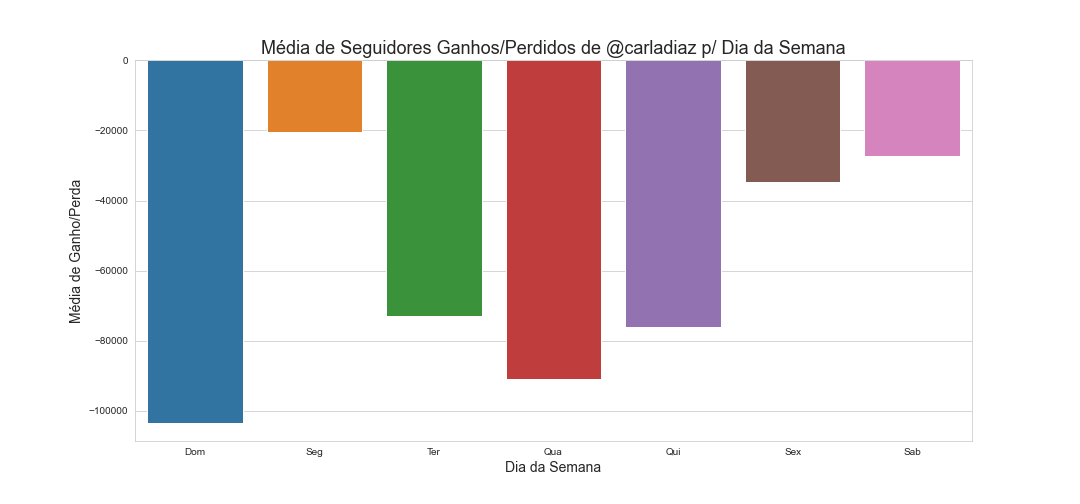 Média de Seguidores Ganhos/Perdidos de @carladiaz p/ Dia da Semana
0
−20000
−40000
−60000
−80000
−100000
Média de Ganho/Perda
Dom Seg Ter Qua Qui Sex Sab
Dia da Semana